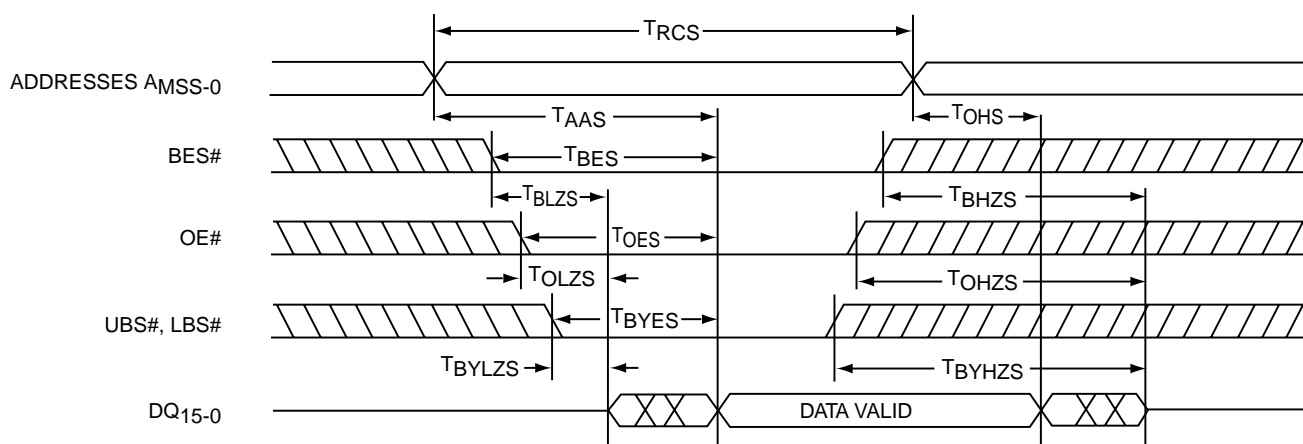 TRCS
ADDRESSES AMSS-0
TAAS
TOHS
BES#
TBES
TBLZS
TBHZS
OE#
TOES
TOLZS
TOHZS
UBS#, LBS#
TBYES
TBYLZS
TBYHZS
DQ15-0
DATA VALID